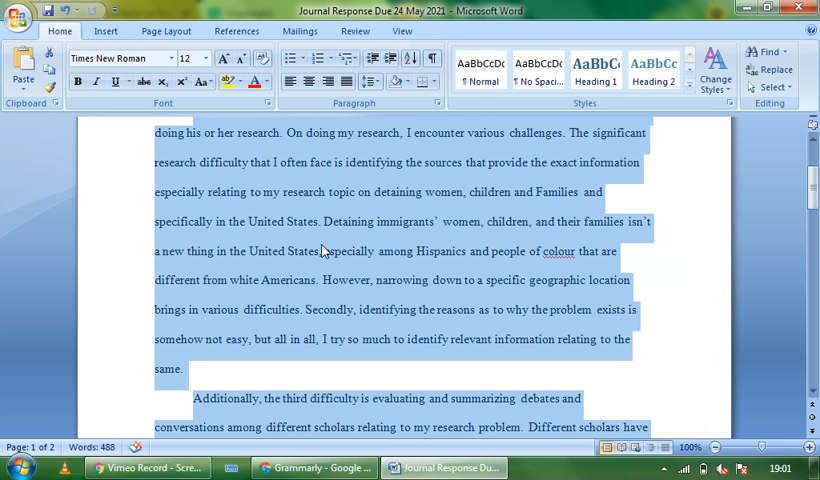 Journal Response Due 24 May 2021 - Microsoft Word
Home Insert Page Layout References Mailings Review View
Times New Roman 12
Paste
B I U abc X₂ X² Aa A
AaBbCcDc AaBbCcDc AaBbC AaBbCc
¶ Normal ¶ No Spaci... Heading 1 Heading 2
Change Styles
Find
Replace
Select
Clipboard Font Paragraph Styles Editing
doing his or her research. On doing my research, I encounter various challenges. The significant
research difficulty that I often face is identifying the sources that provide the exact information
especially relating to my research topic on detaining women, children and Families and
specifically in the United States. Detaining immigrants’ women, children, and their families isn’t
a new thing in the United States, especially among Hispanics and people of colour that are
different from white Americans. However, narrowing down to a specific geographic location
brings in various difficulties. Secondly, identifying the reasons as to why the problem exists is
somehow not easy, but all in all, I try so much to identify relevant information relating to the
same.
Additionally, the third difficulty is evaluating and summarizing debates and
conversations among different scholars relating to my research problem. Different scholars have
Page: 1 of 2 Words: 488 100%
Vimeo Record - Scre... Grammarly - Google ... Journal Response Du... 19:01